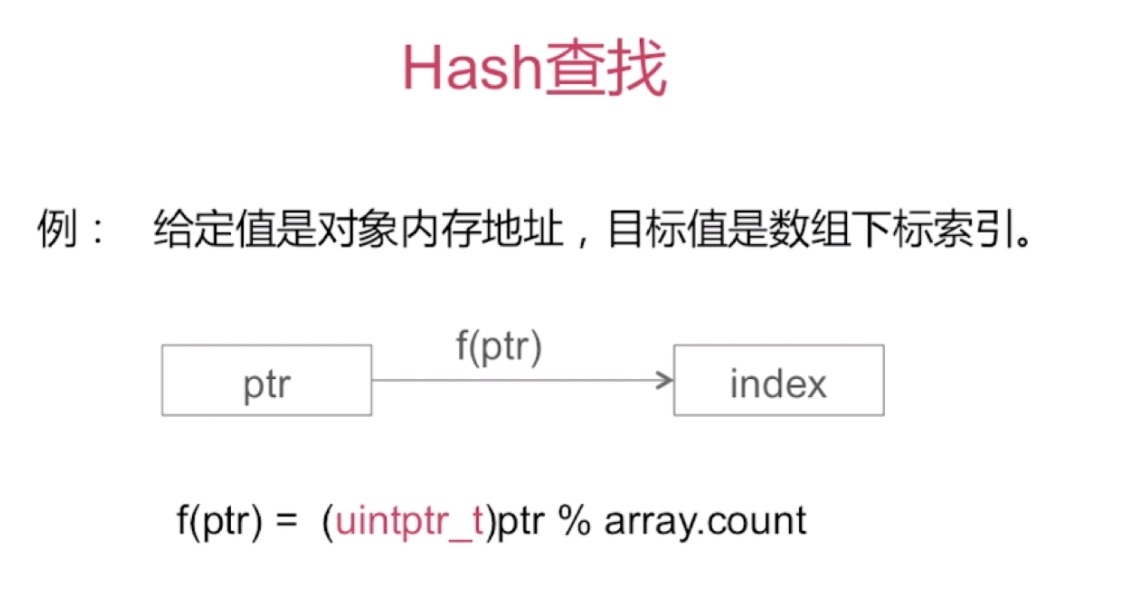 Hash查找
例： 给定值是对象内存地址，目标值是数组下标索引。
f(ptr)
ptr
index
f(ptr) = (uintptr_t)ptr % array.count